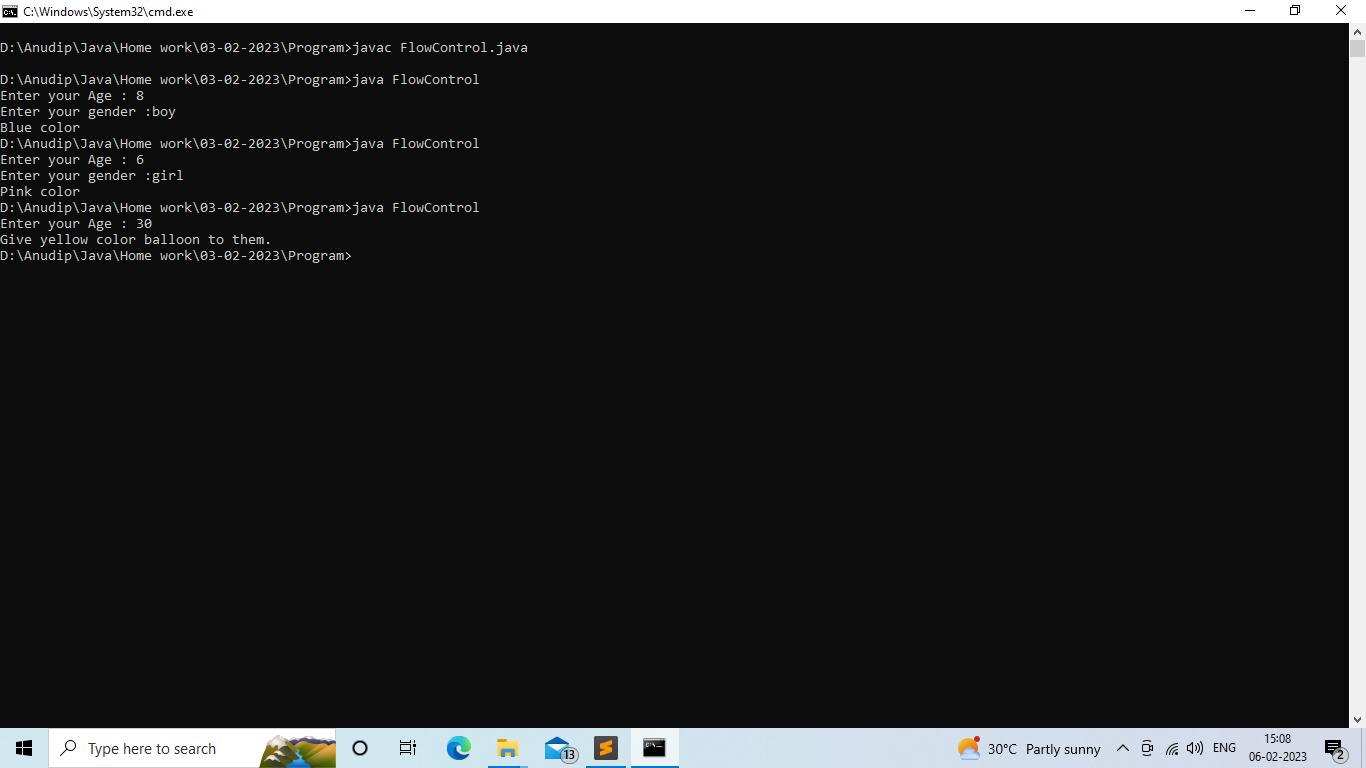 C:\Windows\System32\cmd.exe
D:\Anudip\Java\Home work\03-02-2023\Program>javac FlowControl.java
D:\Anudip\Java\Home work\03-02-2023\Program>java FlowControl
Enter your Age : 8
Enter your gender :boy
Blue color
D:\Anudip\Java\Home work\03-02-2023\Program>java FlowControl
Enter your Age : 6
Enter your gender :girl
Pink color
D:\Anudip\Java\Home work\03-02-2023\Program>java FlowControl
Enter your Age : 30
Give yellow color balloon to them.
D:\Anudip\Java\Home work\03-02-2023\Program>
Type here to search
13
30°C Partly sunny
ENG
15:08
06-02-2023
2